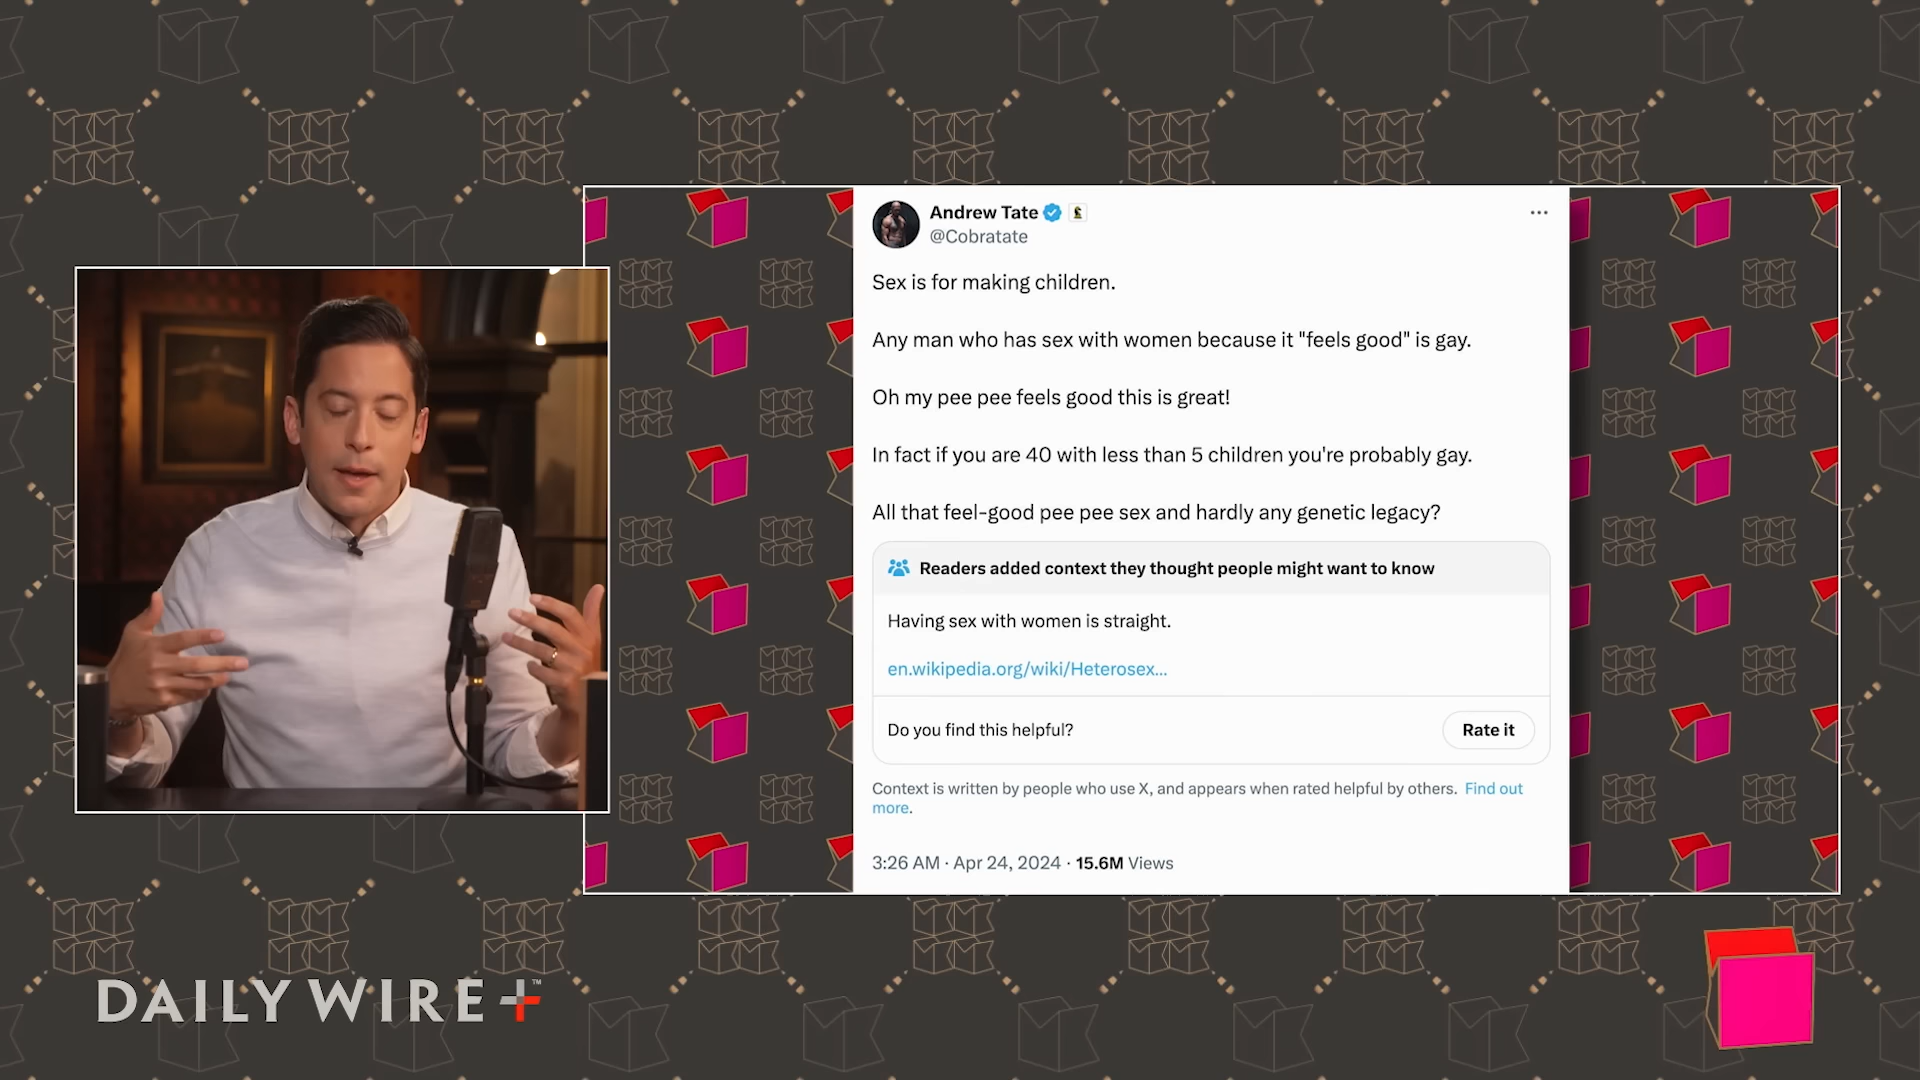 Andrew Tate
@Cobratate
Sex is for making children.
Any man who has sex with women because it "feels good" is gay.
Oh my pee pee feels good this is great!
In fact if you are 40 with less than 5 children you're probably gay.
All that feel-good pee pee sex and hardly any genetic legacy?
Readers added context they thought people might want to know
Having sex with women is straight.
en.wikipedia.org/wiki/Heterosex...
Do you find this helpful?
Rate it
Context is written by people who use X, and appears when rated helpful by others. Find out
more.
3:26 AM · Apr 24, 2024 · 15.6M Views
DAILY WIRE+™